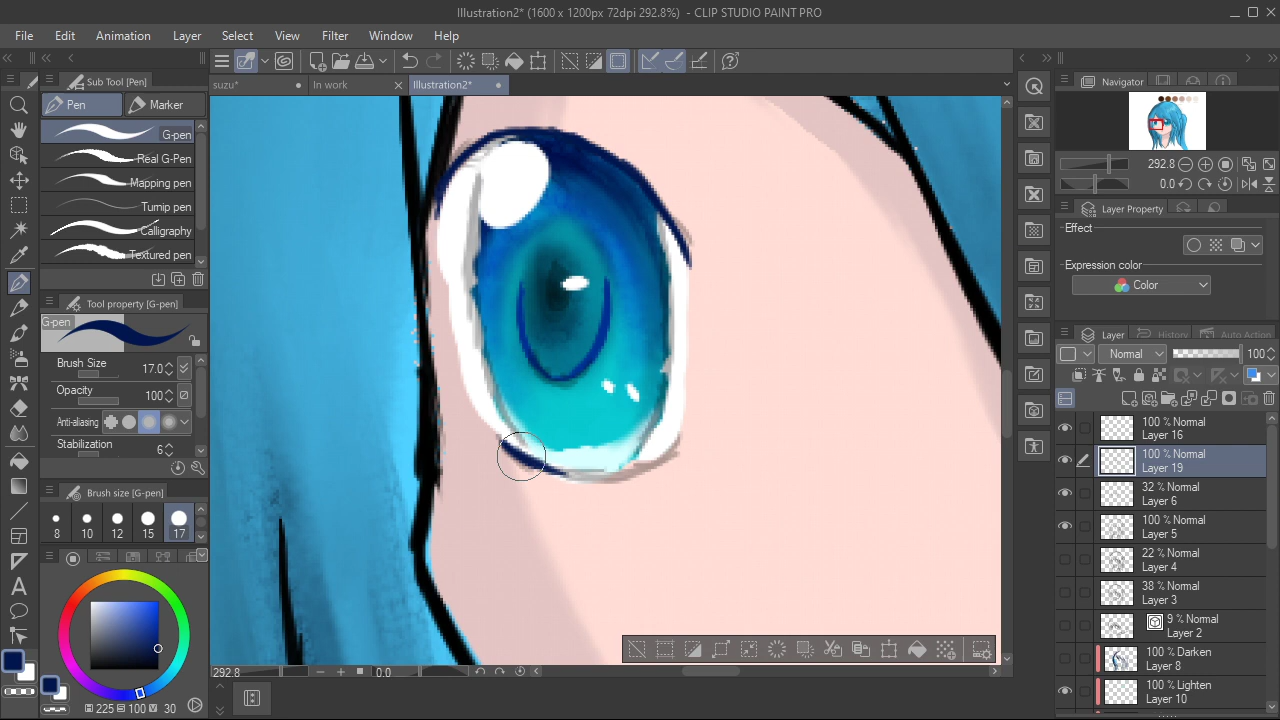 Illustration2* (1600 x 1200px 72dpi 292.8%) - CLIP STUDIO PAINT PRO
File Edit Animation Layer Select View Filter Window Help
Sub Tool [Pen]
Pen Marker
G-pen
Real G-Pen
Mapping pen
Turnip pen
Calligraphy
Textured pen
Tool property [G-pen]
G-pen
Brush Size 17.0
Opacity 100
Anti-aliasing
Stabilization 6
Brush size [G-pen]
8 10 12 15 17
225 S 100 V 30
suzu* In work Illustration2*
292.8 0.0
Navigator
292.8
0.0
Layer Property
Effect
Expression color
Color
Layer History Auto Action
Normal 100
100 % Normal
Layer 16
100 % Normal
Layer 19
32 % Normal
Layer 6
100 % Normal
Layer 5
22 % Normal
Layer 4
38 % Normal
Layer 3
9 % Normal
Layer 2
100 % Darken
Layer 8
100 % Lighten
Layer 10